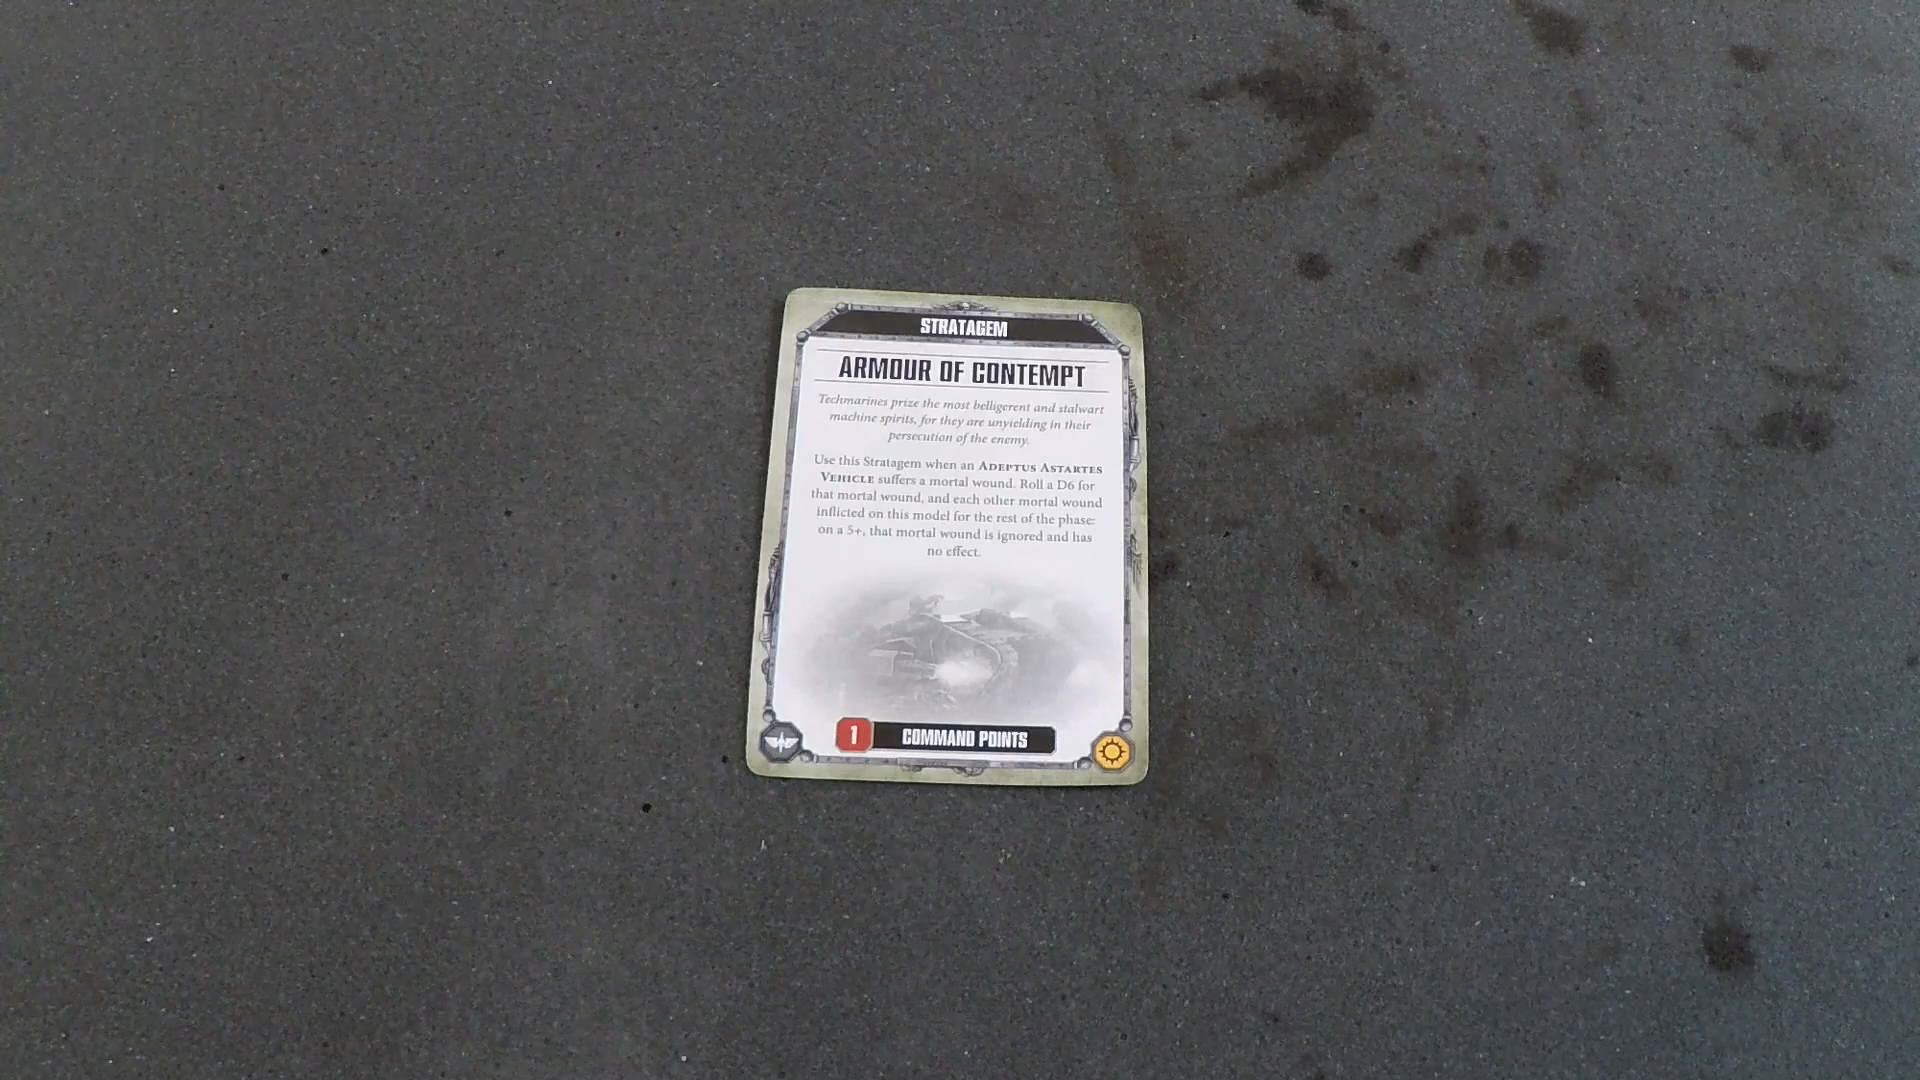 STRATAGEM
ARMOUR OF CONTEMPT
Techmarines prize the most belligerent and stalwart
machine spirits, for they are unyielding in their
persecution of the enemy.
Use this Stratagem when an ADEPTUS ASTARTES
VEHICLE suffers a mortal wound. Roll a D6 for
that mortal wound, and each other mortal wound
inflicted on this model for the rest of the phase:
on a 5+, that mortal wound is ignored and has
no effect.
1 COMMAND POINTS